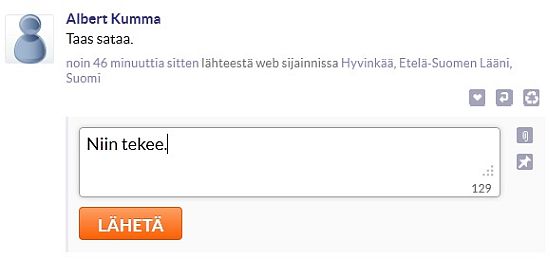 Albert Kumma
Taas sataa.
noin 46 minuuttia sitten lähteestä web sijainnissa Hyvinkää, Etelä-Suomen Lääni,
Suomi
Niin tekee.
129
LÄHETÄ